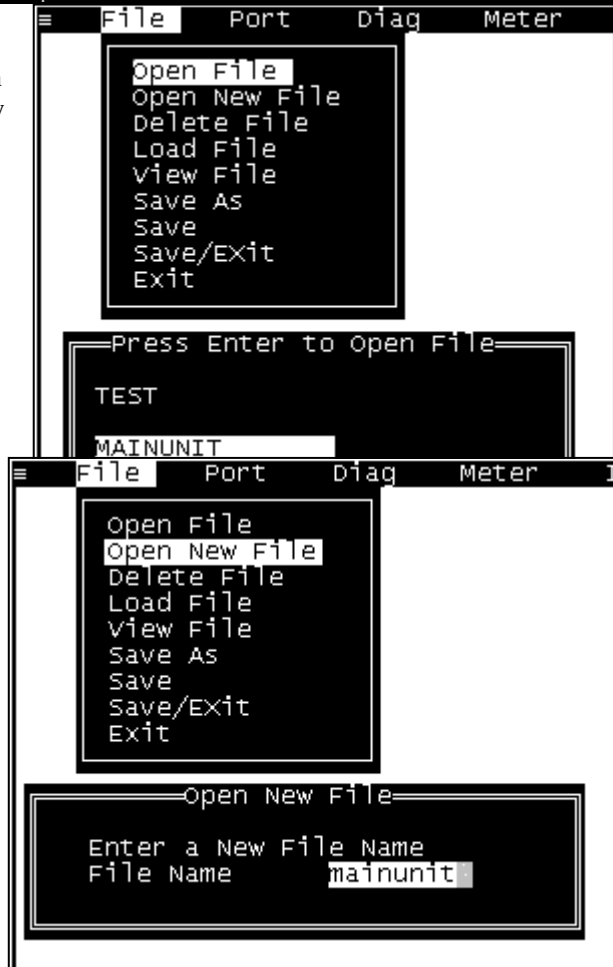 ≡ File Port Diag Meter
Open File
Open New File
Delete File
Load File
View File
Save As
Save
Save/EXit
Exit
Press Enter to Open File
TEST
MAINUNIT
≡ File Port Diag Meter
Open File
Open New File
Delete File
Load File
View File
Save As
Save
Save/EXit
Exit
Open New File
Enter a New File Name
File Name mainunit